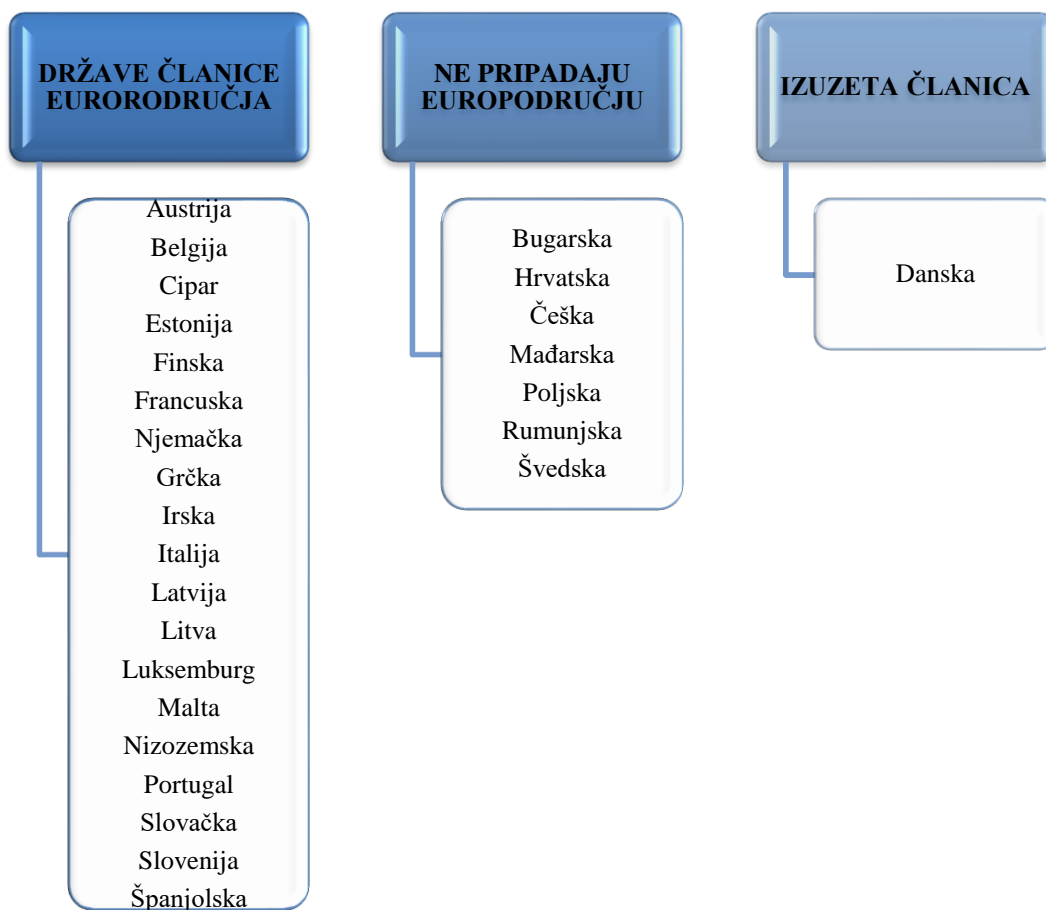 DRŽAVE ČLANICE
EURORODRUČJA
Austrija
Belgija
Cipar
Estonija
Finska
Francuska
Njemačka
Grčka
Irska
Italija
Latvija
Litva
Luksemburg
Malta
Nizozemska
Portugal
Slovačka
Slovenija
Španjolska
NE PRIPADAJU
EUROPODRUČJU
Bugarska
Hrvatska
Češka
Mađarska
Poljska
Rumunjska
Švedska
IZUZETA ČLANICA
Danska